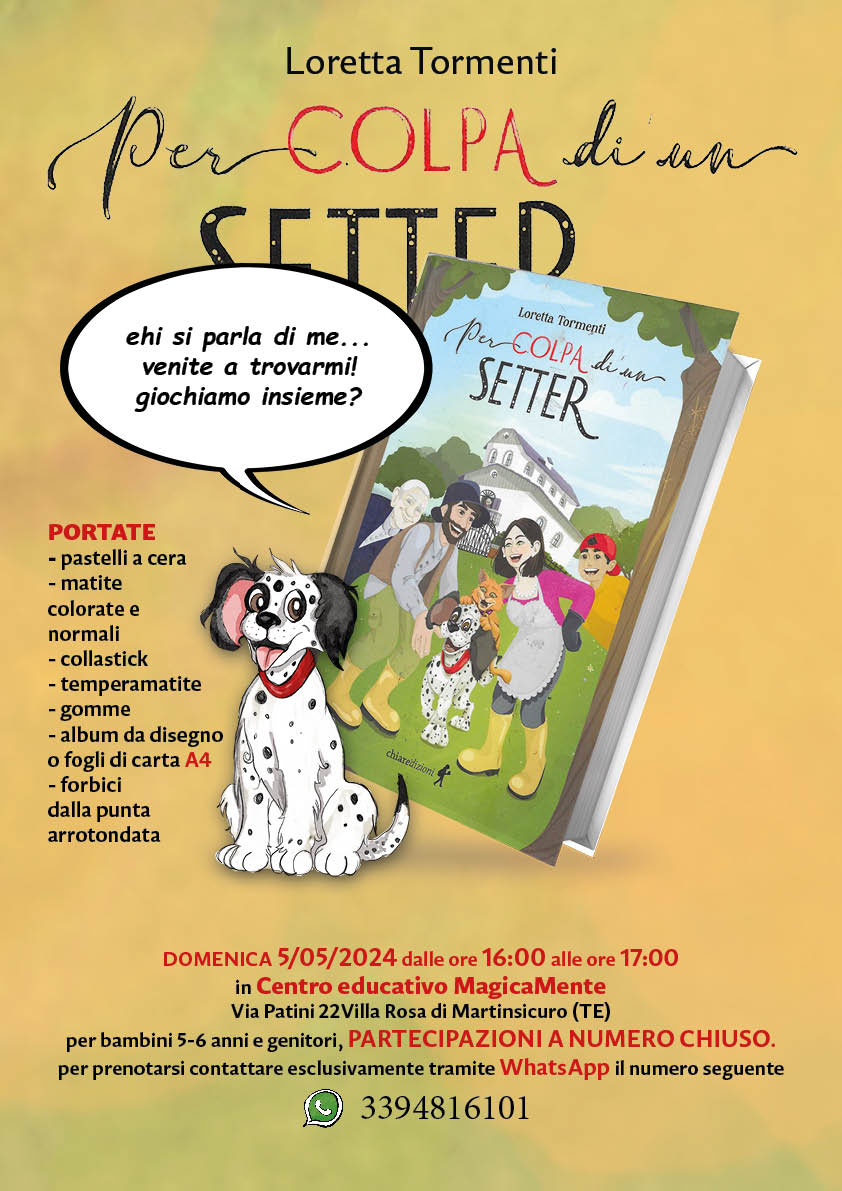 Loretta Tormenti
Per COLPA di un
SETTER
ehi si parla di me...
venite a trovarmi!
giochiamo insieme?
Loretta Tormenti
Per COLPA di un
SETTER
chiaredizioni
PORTATE
- pastelli a cera
- matite
colorate e
normali
- collastick
- temperamatite
- gomme
- album da disegno
o fogli di carta A4
- forbici
dalla punta
arrotondata
DOMENICA 5/05/2024 dalle ore 16:00 alle ore 17:00
in Centro educativo MagicaMente
Via Patini 22Villa Rosa di Martinsicuro (TE)
per bambini 5-6 anni e genitori, PARTECIPAZIONI A NUMERO CHIUSO.
per prenotarsi contattare esclusivamente tramite WhatsApp il numero seguente
3394816101